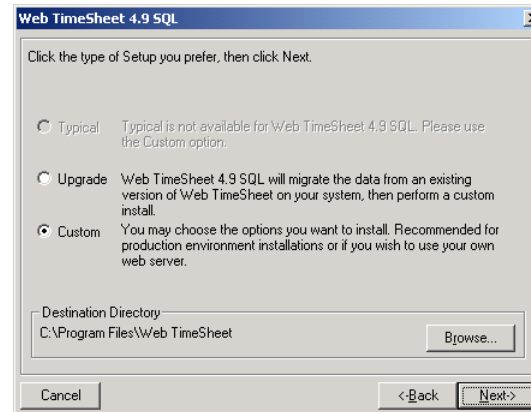 Web TimeSheet 4.9 SQL
Click the type of Setup you prefer, then click Next.
Typical
Typical is not available for Web TimeSheet 4.9 SQL. Please use
the Custom option.
Upgrade
Web TimeSheet 4.9 SQL will migrate the data from an existing
version of Web TimeSheet on your system, then perform a custom
install.
Custom
You may choose the options you want to install. Recommended for
production environment installations or if you wish to use your own
web server.
Destination Directory
C:\Program Files\Web TimeSheet
Browse...
Cancel
<-Back
Next->